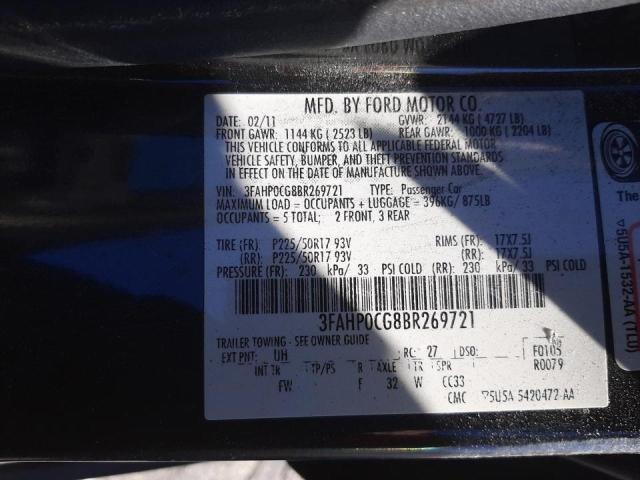 MFD. BY FORD MOTOR CO.
DATE: 02/11 GVWR: 2144 KG ( 4727 LB)
FRONT GAWR: 1144 KG ( 2523 LB) REAR GAWR: 1000 KG ( 2204 LB)
THIS VEHICLE CONFORMS TO ALL APPLICABLE FEDERAL MOTOR
VEHICLE SAFETY, BUMPER, AND THEFT PREVENTION STANDARDS
IN EFFECT ON THE DATE OF MANUFACTURE SHOWN ABOVE.
VIN: 3FAHP0CG8BR269721 TYPE: Passenger Car
MAXIMUM LOAD = OCCUPANTS + LUGGAGE = 396KG/ 875LB
OCCUPANTS = 5 TOTAL: 2 FRONT, 3 REAR
TIRE (FR): P225/50R17 93V RIMS (FR): 17X7.5J
(RR): P225/50R17 93V (RR): 17X7.5J
PRESSURE (FR): 230 kPa/ 33 PSI COLD (RR): 230 kPa/ 33 PSI COLD
3FAHP0CG8BR269721
TRAILER TOWING - SEE OWNER GUIDE
EXT PNT: UH RC: 27 DSO: F0105
INT TR TP/PS R AXLE TR SPR R0079
FW F 32 W CC33
CMC 5U5A 5420472 AA
The
5U5A-1532-AA (YLD)